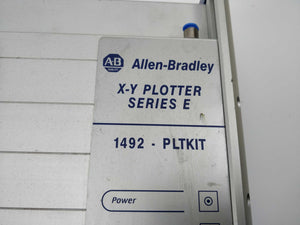 AB Allen-Bradley
X-Y PLOTTER
SERIES E
1492 - PLTKIT
Power